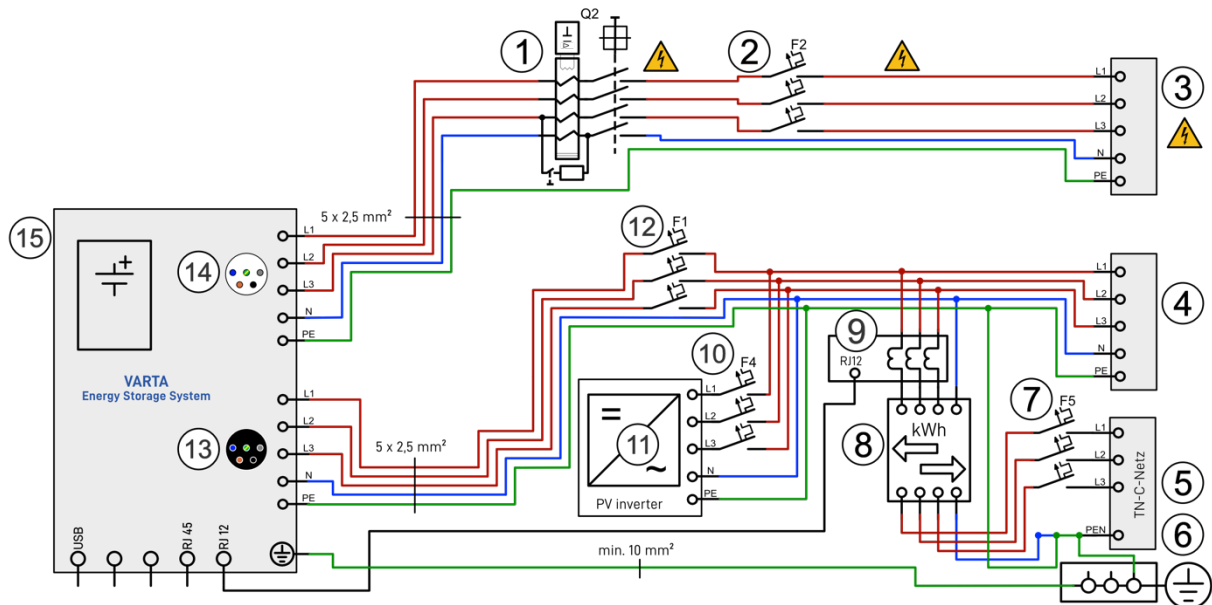 Q2
1
2
F2
L1
L2
L3
N
PE
3
15
5 x 2,5 mm²
L1
L2
L3
N
PE
14
12
F1
L1
L2
L3
N
PE
4
VARTA
Energy Storage System
9
RJ12
10
F4
L1
L2
L3
N
PE
11
PV inverter
kWh
8
7
F5
L1
L2
L3
PEN
TN-C-Netz
5
6
L1
L2
L3
N
PE
13
5 x 2,5 mm²
USB
RJ 45
RJ 12
min. 10 mm²